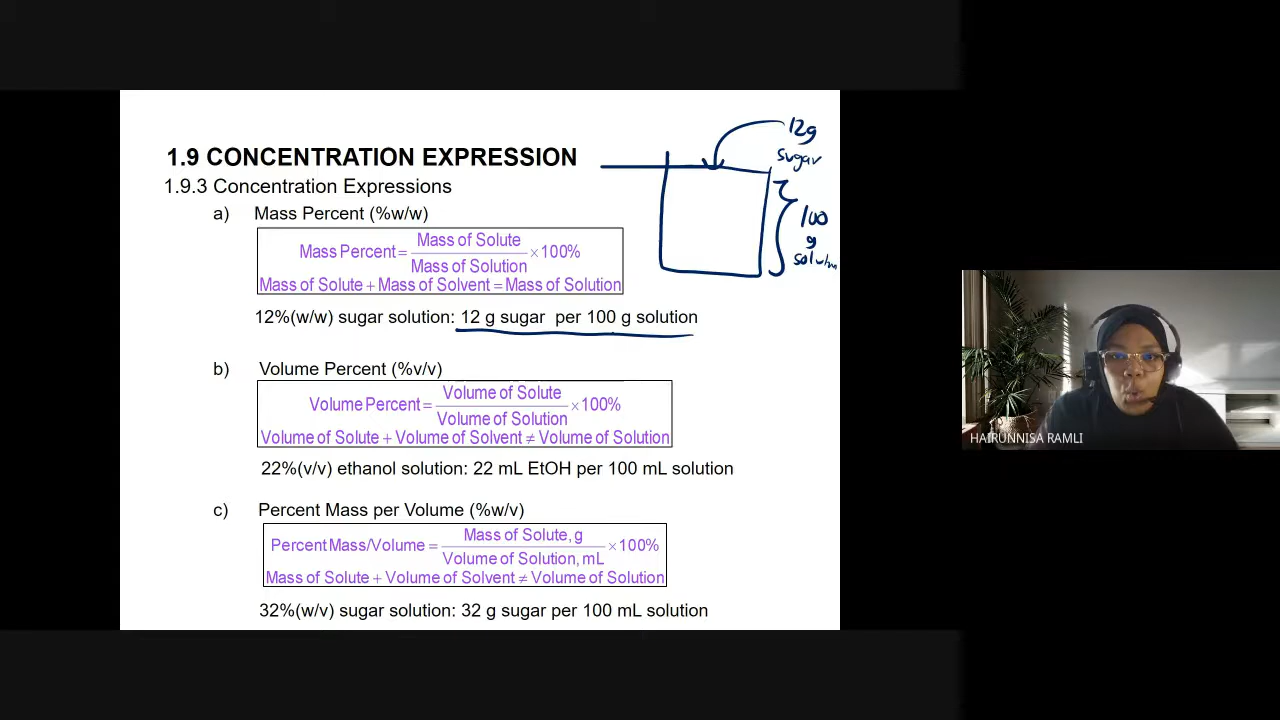 1.9 CONCENTRATION EXPRESSION
1.9.3 Concentration Expressions
a) Mass Percent (%w/w)
Mass Percent = Mass of Solute / Mass of Solution × 100%
Mass of Solute + Mass of Solvent = Mass of Solution
12%(w/w) sugar solution: 12 g sugar per 100 g solution
12g
sugar
100
g
solution
b) Volume Percent (%v/v)
Volume Percent = Volume of Solute / Volume of Solution × 100%
Volume of Solute + Volume of Solvent ≠ Volume of Solution
22%(v/v) ethanol solution: 22 mL EtOH per 100 mL solution
c) Percent Mass per Volume (%w/v)
Percent Mass/Volume = Mass of Solute, g / Volume of Solution, mL × 100%
Mass of Solute + Volume of Solvent ≠ Volume of Solution
32%(w/v) sugar solution: 32 g sugar per 100 mL solution
HAIRUNNISA RAMLI